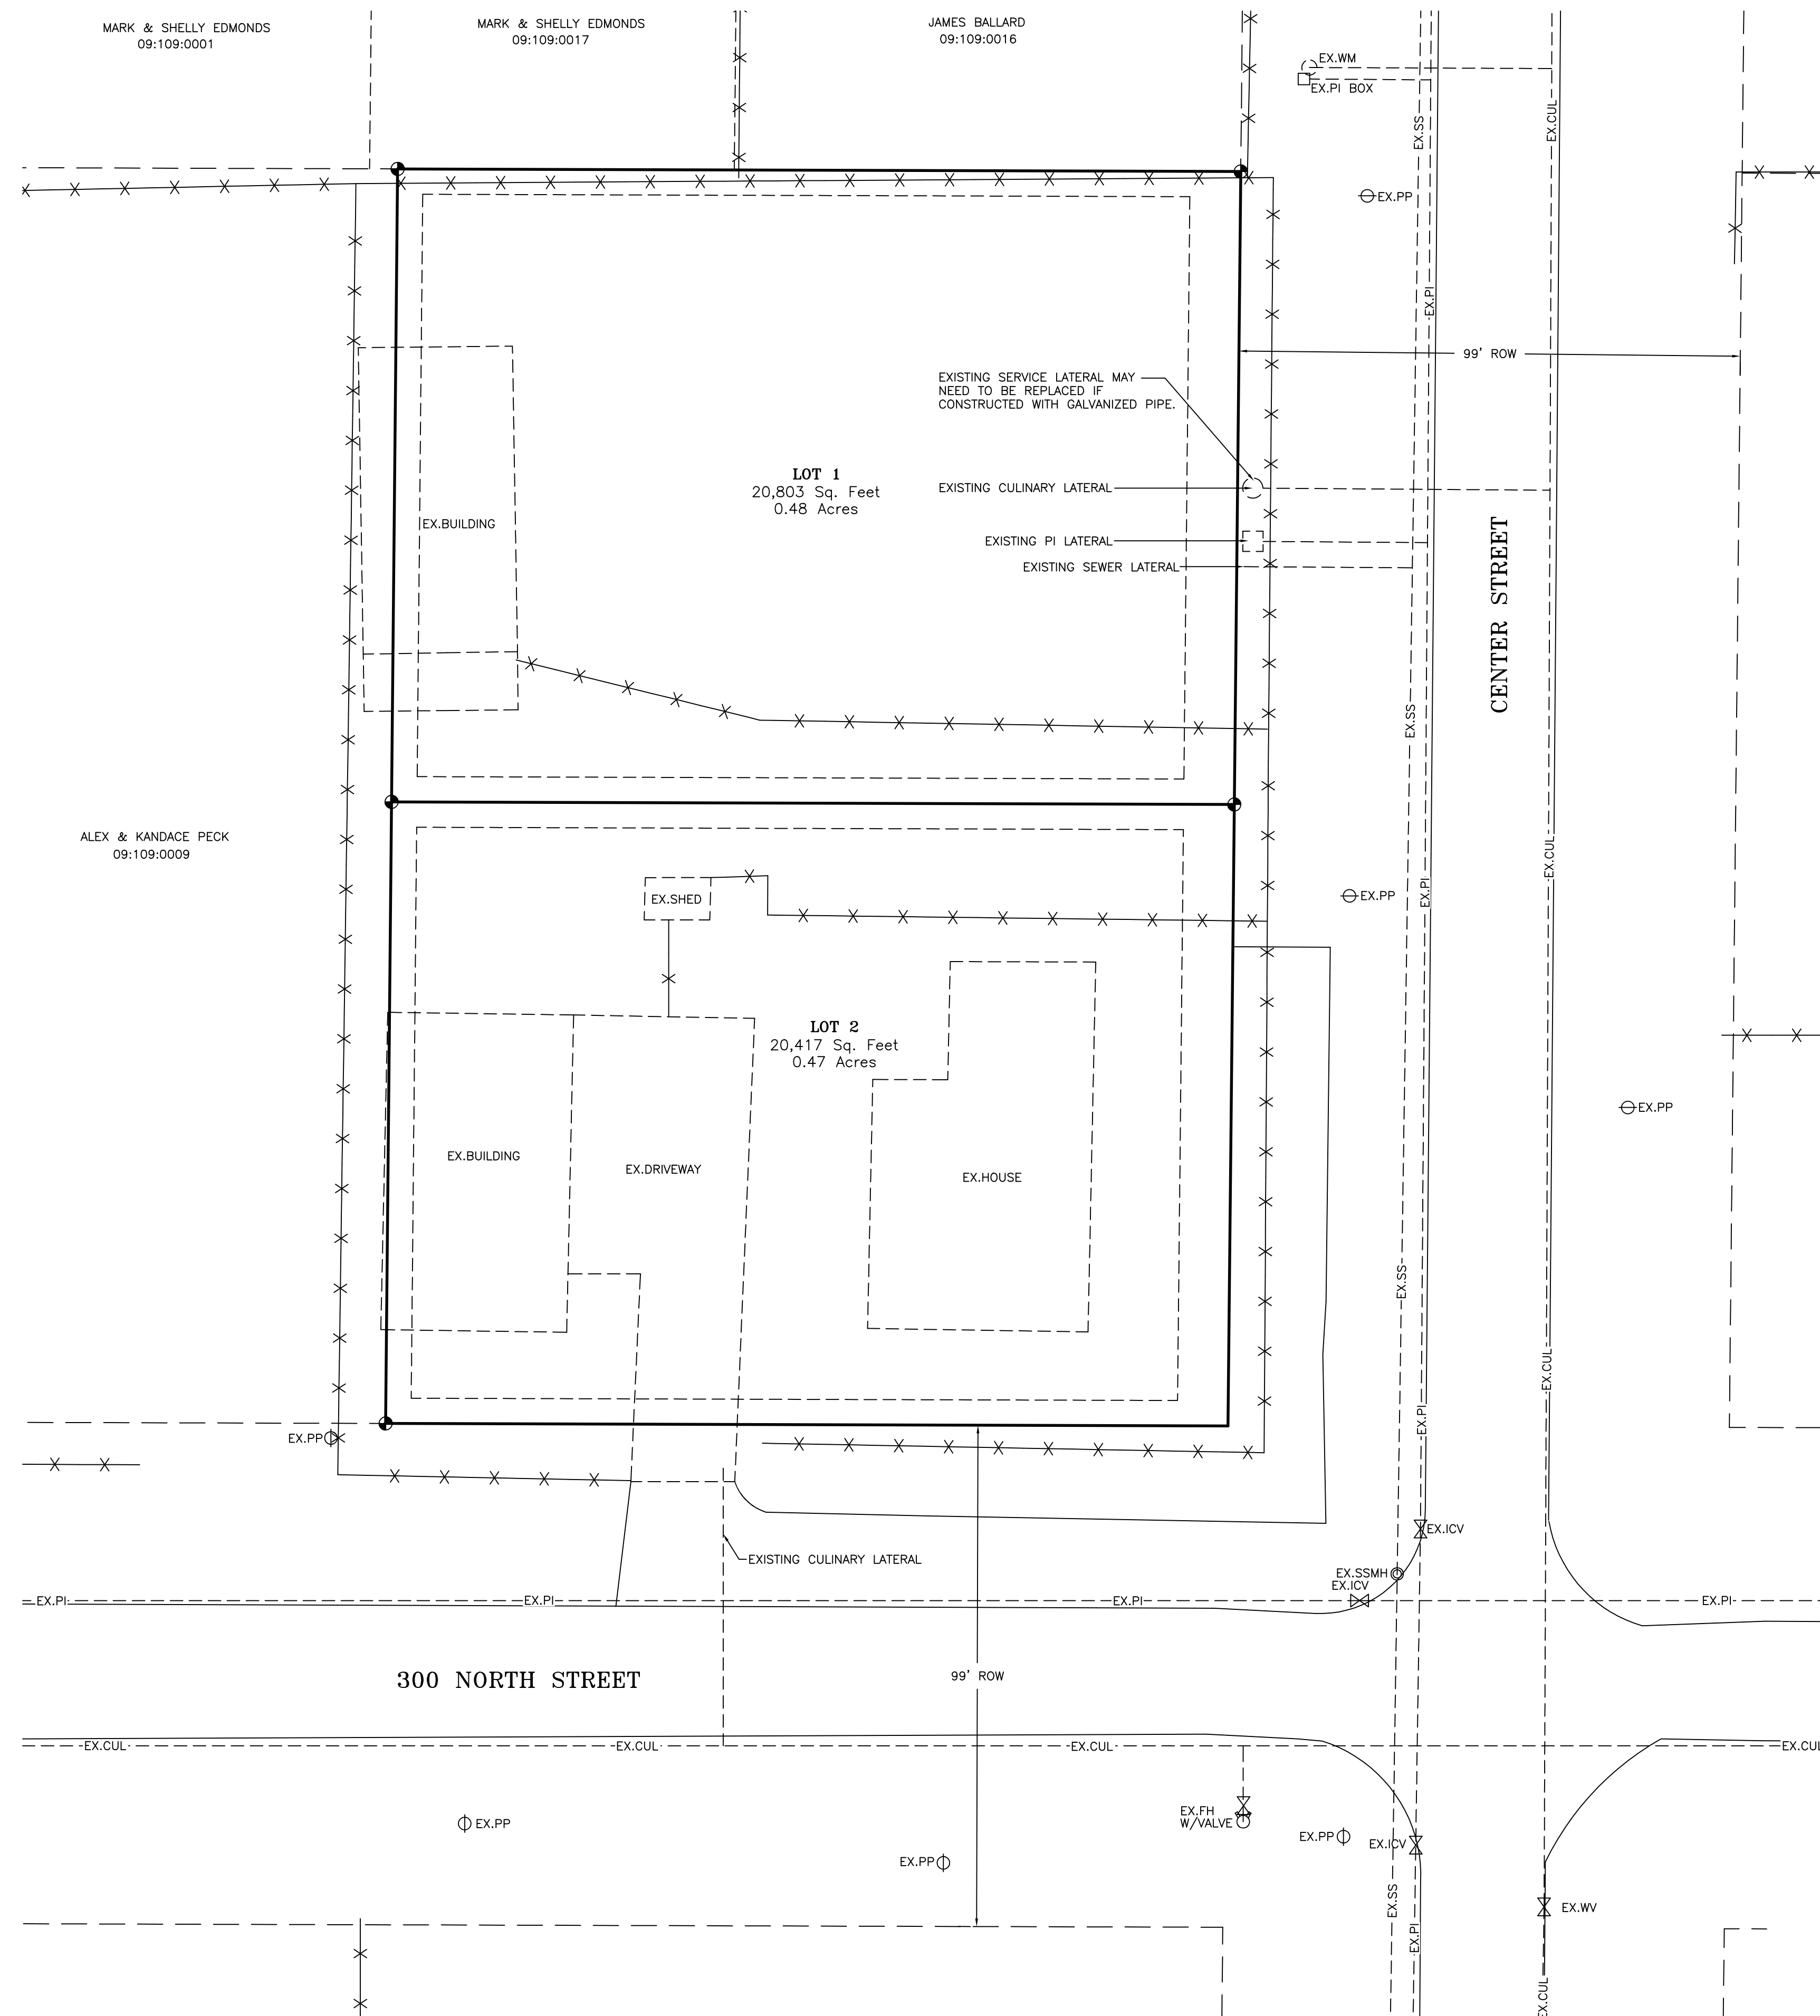 MARK & SHELLY EDMONDS
09:109:0001
MARK & SHELLY EDMONDS
09:109:0017
JAMES BALLARD
09:109:0016
EX.WM
EX.PI BOX
EX.SS
EX.CUL
EX.PP
EX.PI
99' ROW
EXISTING SERVICE LATERAL MAY
NEED TO BE REPLACED IF
CONSTRUCTED WITH GALVANIZED PIPE.
LOT 1
20,803 Sq. Feet
0.48 Acres
EXISTING CULINARY LATERAL
EX.BUILDING
EXISTING PI LATERAL
EXISTING SEWER LATERAL
CENTER STREET
EX.SS
ALEX & KANDACE PECK
09:109:0009
EX.CUL
EX.SHED
EX.PP
EX.PI
LOT 2
20,417 Sq. Feet
0.47 Acres
EX.PP
EX.BUILDING
EX.DRIVEWAY
EX.HOUSE
EX.SS
EX.CUL
EX.PI
EX.PP
EX.ICV
EXISTING CULINARY LATERAL
EX.SSMH
EX.ICV
EX.PI
EX.PI
EX.PI
EX.PI
300 NORTH STREET
99' ROW
EX.CUL
EX.CUL
EX.CUL
EX.CUL
EX.FH
W/VALVE
EX.PP
EX.PP
EX.ICV
EX.PP
EX.SS
EX.WV
EX.PI
EX.CUL